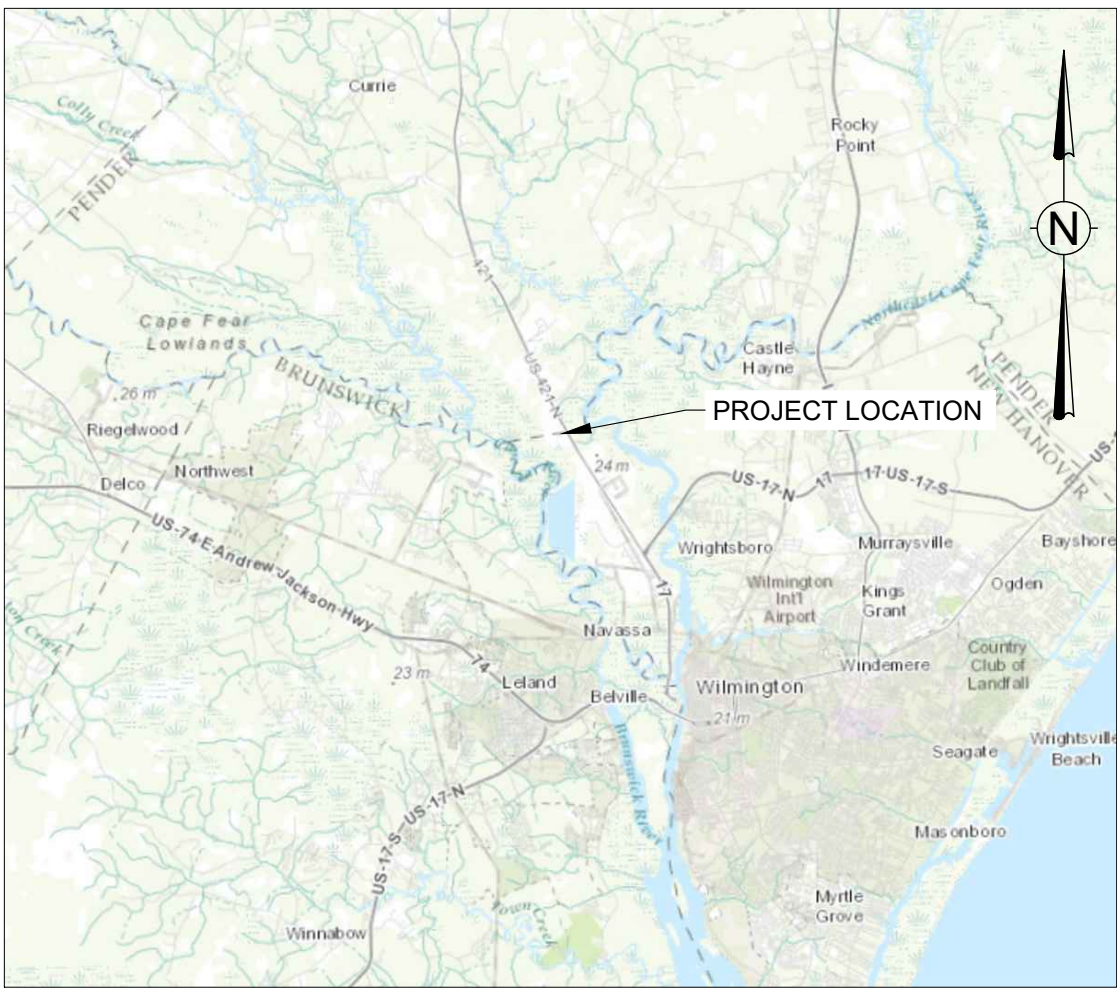 Currie
Colly Creek
Rocky
Point
PENDER
421
N
Northeast Cape Fear River
Cape Fear
Lowlands
US-421-N
Castle
Hayne
BRUNSWICK
PENDER
NEW HANOVER
26 m
PROJECT LOCATION
Riegelwood
24 m
Northwest
Delco
US-17-N
17
17-US-17-S
US-74 E Andrew Jackson Hwy
Wrightsboro
Murraysville
Bayshore
17
Wilmington
Int'l
Airport
Kings
Grant
Ogden
Navassa
Country
Club of
Landfall
74
Windemere
23 m
Leland
Belville
Wilmington
21 m
Brunswick River
Seagate
Wrightsville
Beach
US-17-S
US-17-N
Masonboro
Myrtle
Grove
Town Creek
Winnabow